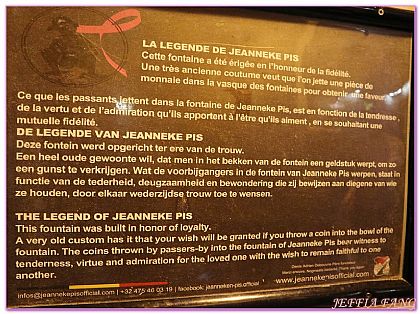 LA LEGENDE DE JEANNEKE PIS
Cette fontaine a été érigée en l'honneur de la fidélité.
Une très ancienne coutume veut que l'on jette une pièce de
monnaie dans la vasque des fontaines pour obtenir une faveur.
Ce que les passants jettent dans la fontaine de Jeanneke Pis, est en fonction de la tendresse,
de la vertu et de l'admiration qu'ils apportent à l'être qu'ils aiment, en se souhaitant une
mutuelle fidélité.
DE LEGENDE VAN JEANNEKE PIS
Deze fontein werd opgericht ter ere van de trouw.
Een heel oude gewoonte wil, dat men in het bekken van de fontein een geldstuk werpt, om zo
een gunst te verkrijgen. Wat de voorbijgangers in de fontein van Jeanneke Pis werpen, staat in
functie van de tederheid, deugzaamheid en bewondering die zij bewijzen aan diegene van wie
ze houden, door elkaar wederzijdse trouw toe te wensen.
THE LEGEND OF JEANNEKE PIS
This fountain was built in honor of loyalty.
A very old custom has it that your wish will be granted if you throw a coin into the bowl of the
fountain. The coins thrown by passers-by into the fountain of Jeanneke Pis bear witness to
tenderness, virtue and admiration for the loved one with the wish to remain faithful to one
another.
www.jeannekepisofficial.com
infos@jeannekepisofficial.com | +32 475 46 03 19 | facebook: jeanneken-pis.official
JEFFIA FANG